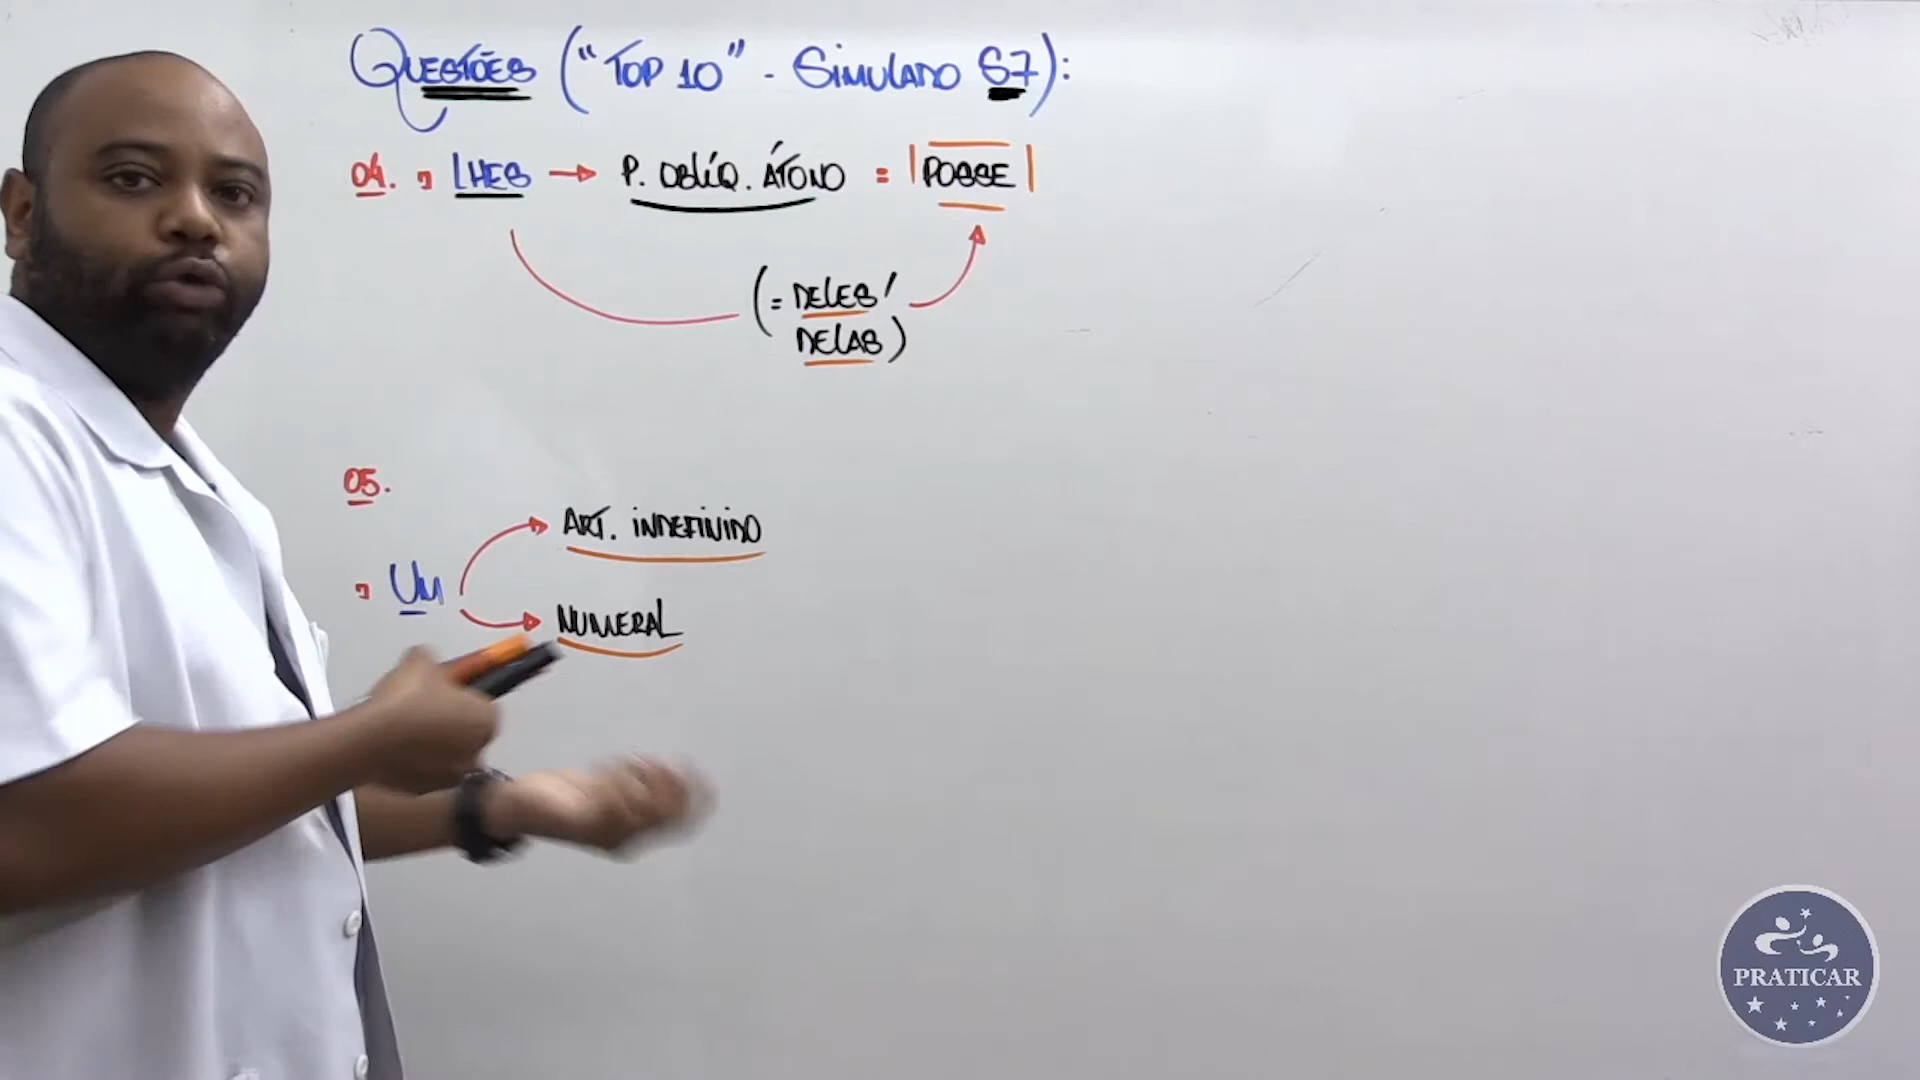 QUESTÕES ("TOP 10" - SIMULADO S7):
04. LHES → P. OBLÍQ. ÁTONO = |POSSE|
(= DELES/
DELAS)
05.
ART. INDEFINIDO
UM
NUMERAL
PRATICAR